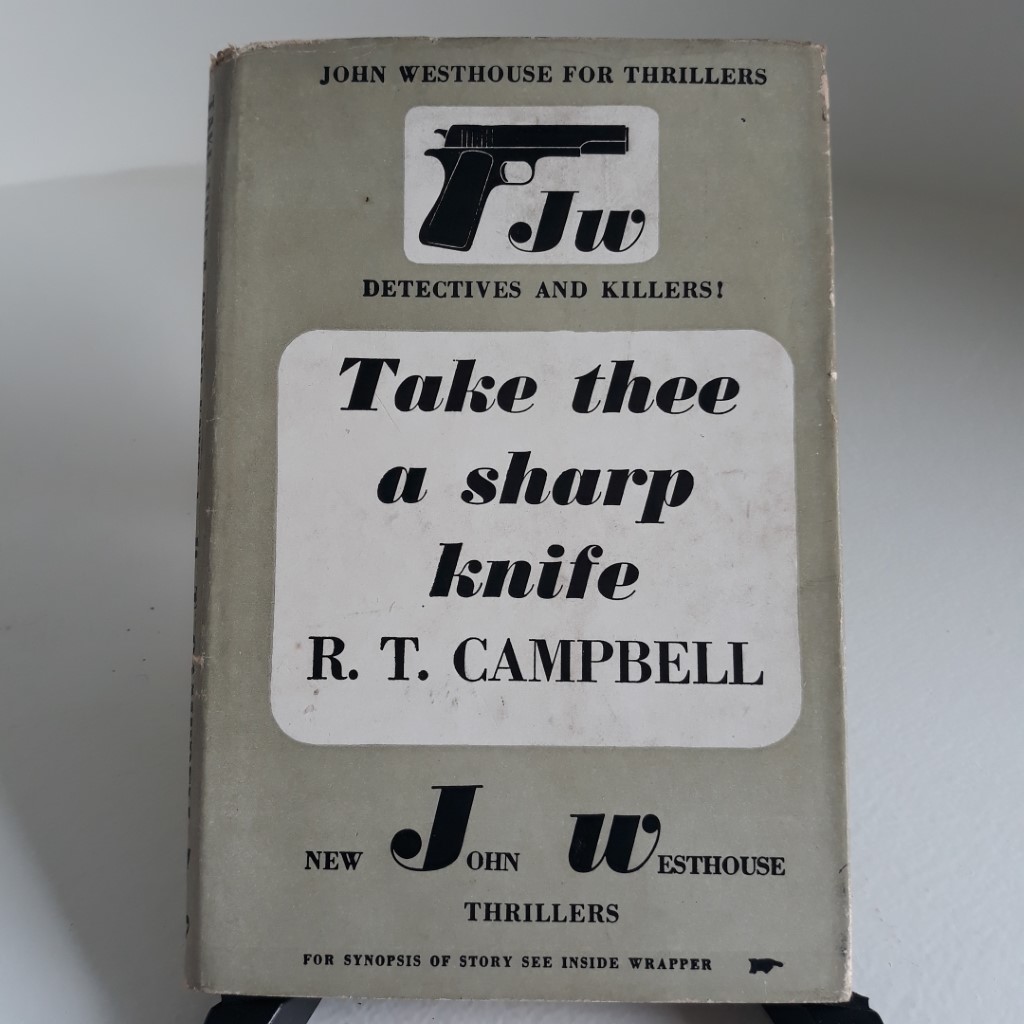 JOHN WESTHOUSE FOR THRILLERS
Jw
DETECTIVES AND KILLERS!
Take thee
a sharp
knife
R. T. CAMPBELL
NEW JOHN WESTHOUSE
THRILLERS
FOR SYNOPSIS OF STORY SEE INSIDE WRAPPER